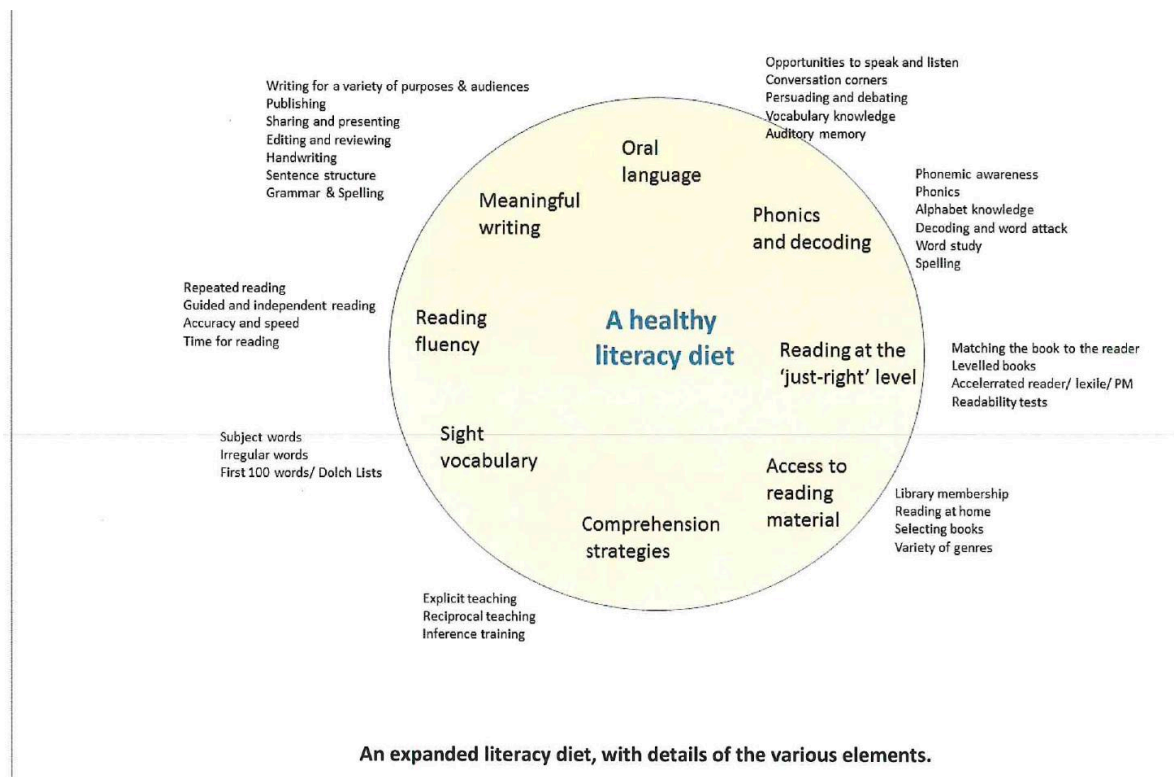 Opportunities to speak and listen
Conversation corners
Persuading and debating
Vocabulary knowledge
Auditory memory
Writing for a variety of purposes & audiences
Publishing
Sharing and presenting
Editing and reviewing
Handwriting
Sentence structure
Grammar & Spelling
Oral
language
Meaningful
writing
Phonics
and decoding
Phonemic awareness
Phonics
Alphabet knowledge
Decoding and word attack
Word study
Spelling
Repeated reading
Guided and independent reading
Accuracy and speed
Time for reading
Reading
fluency
A healthy
literacy diet
Reading at the
'just-right' level
Matching the book to the reader
Levelled books
Accelerrated reader/ lexile/ PM
Readability tests
Subject words
Irregular words
First 100 words/ Dolch Lists
Sight
vocabulary
Access to
reading
material
Library membership
Reading at home
Selecting books
Variety of genres
Comprehension
strategies
Explicit teaching
Reciprocal teaching
Inference training
An expanded literacy diet, with details of the various elements.